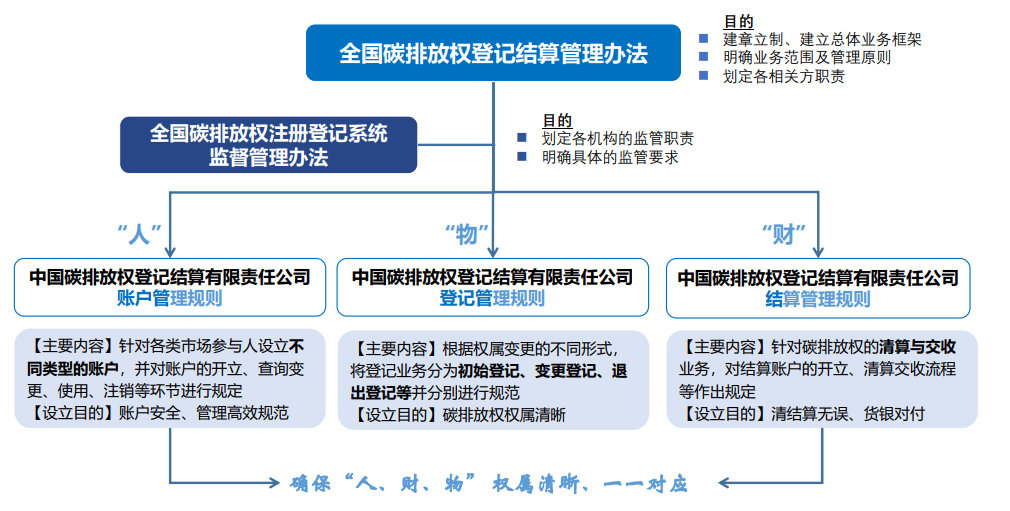 全国碳排放权登记结算管理办法
目的
建章立制、建立总体业务框架
明确业务范围及管理原则
划定各相关方职责
全国碳排放权注册登记系统
监督管理办法
目的
划定各机构的监管职责
明确具体的监管要求
“人”
“物”
“财”
中国碳排放权登记结算有限责任公司
账户管理规则
中国碳排放权登记结算有限责任公司
登记管理规则
中国碳排放权登记结算有限责任公司
结算管理规则
【主要内容】针对各类市场参与人设立不
同类型的账户，并对账户的开立、查询变
更、使用、注销等环节进行规定
【设立目的】账户安全、管理高效规范
【主要内容】根据权属变更的不同形式，
将登记业务分为初始登记、变更登记、退
出登记等并分别进行规范
【设立目的】碳排放权权属清晰
【主要内容】针对碳排放权的清算与交收
业务，对结算账户的开立、清算交收流程
等作出规定
【设立目的】清结算无误、货银对付
确保“人、财、物” 权属清晰、一一对应